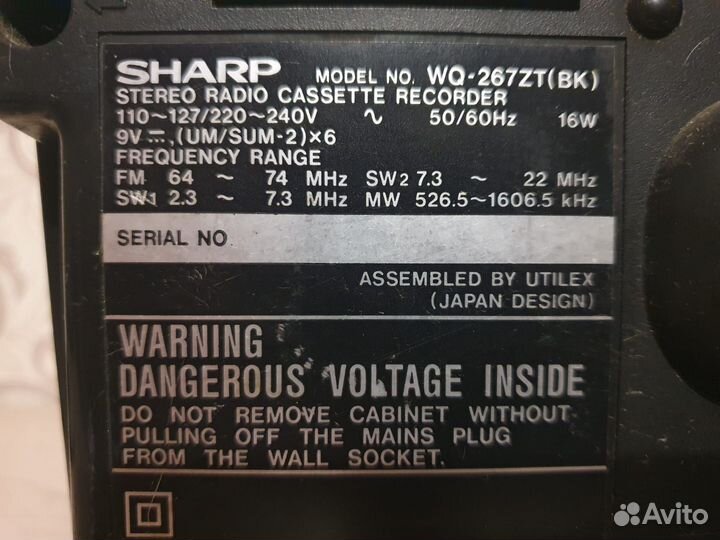 SHARP MODEL NO. WQ-267ZT(BK)
STEREO RADIO CASSETTE RECORDER
110~127/220~240V ~ 50/60Hz 16W
9V ⎓, (UM/SUM-2)×6
FREQUENCY RANGE
FM 64 ~ 74 MHz SW2 7.3 ~ 22 MHz
SW1 2.3 ~ 7.3 MHz MW 526.5~1606.5 kHz
SERIAL NO
ASSEMBLED BY UTILEX
(JAPAN DESIGN)
WARNING
DANGEROUS VOLTAGE INSIDE
DO NOT REMOVE CABINET WITHOUT
PULLING OFF THE MAINS PLUG
FROM THE WALL SOCKET.
Avito